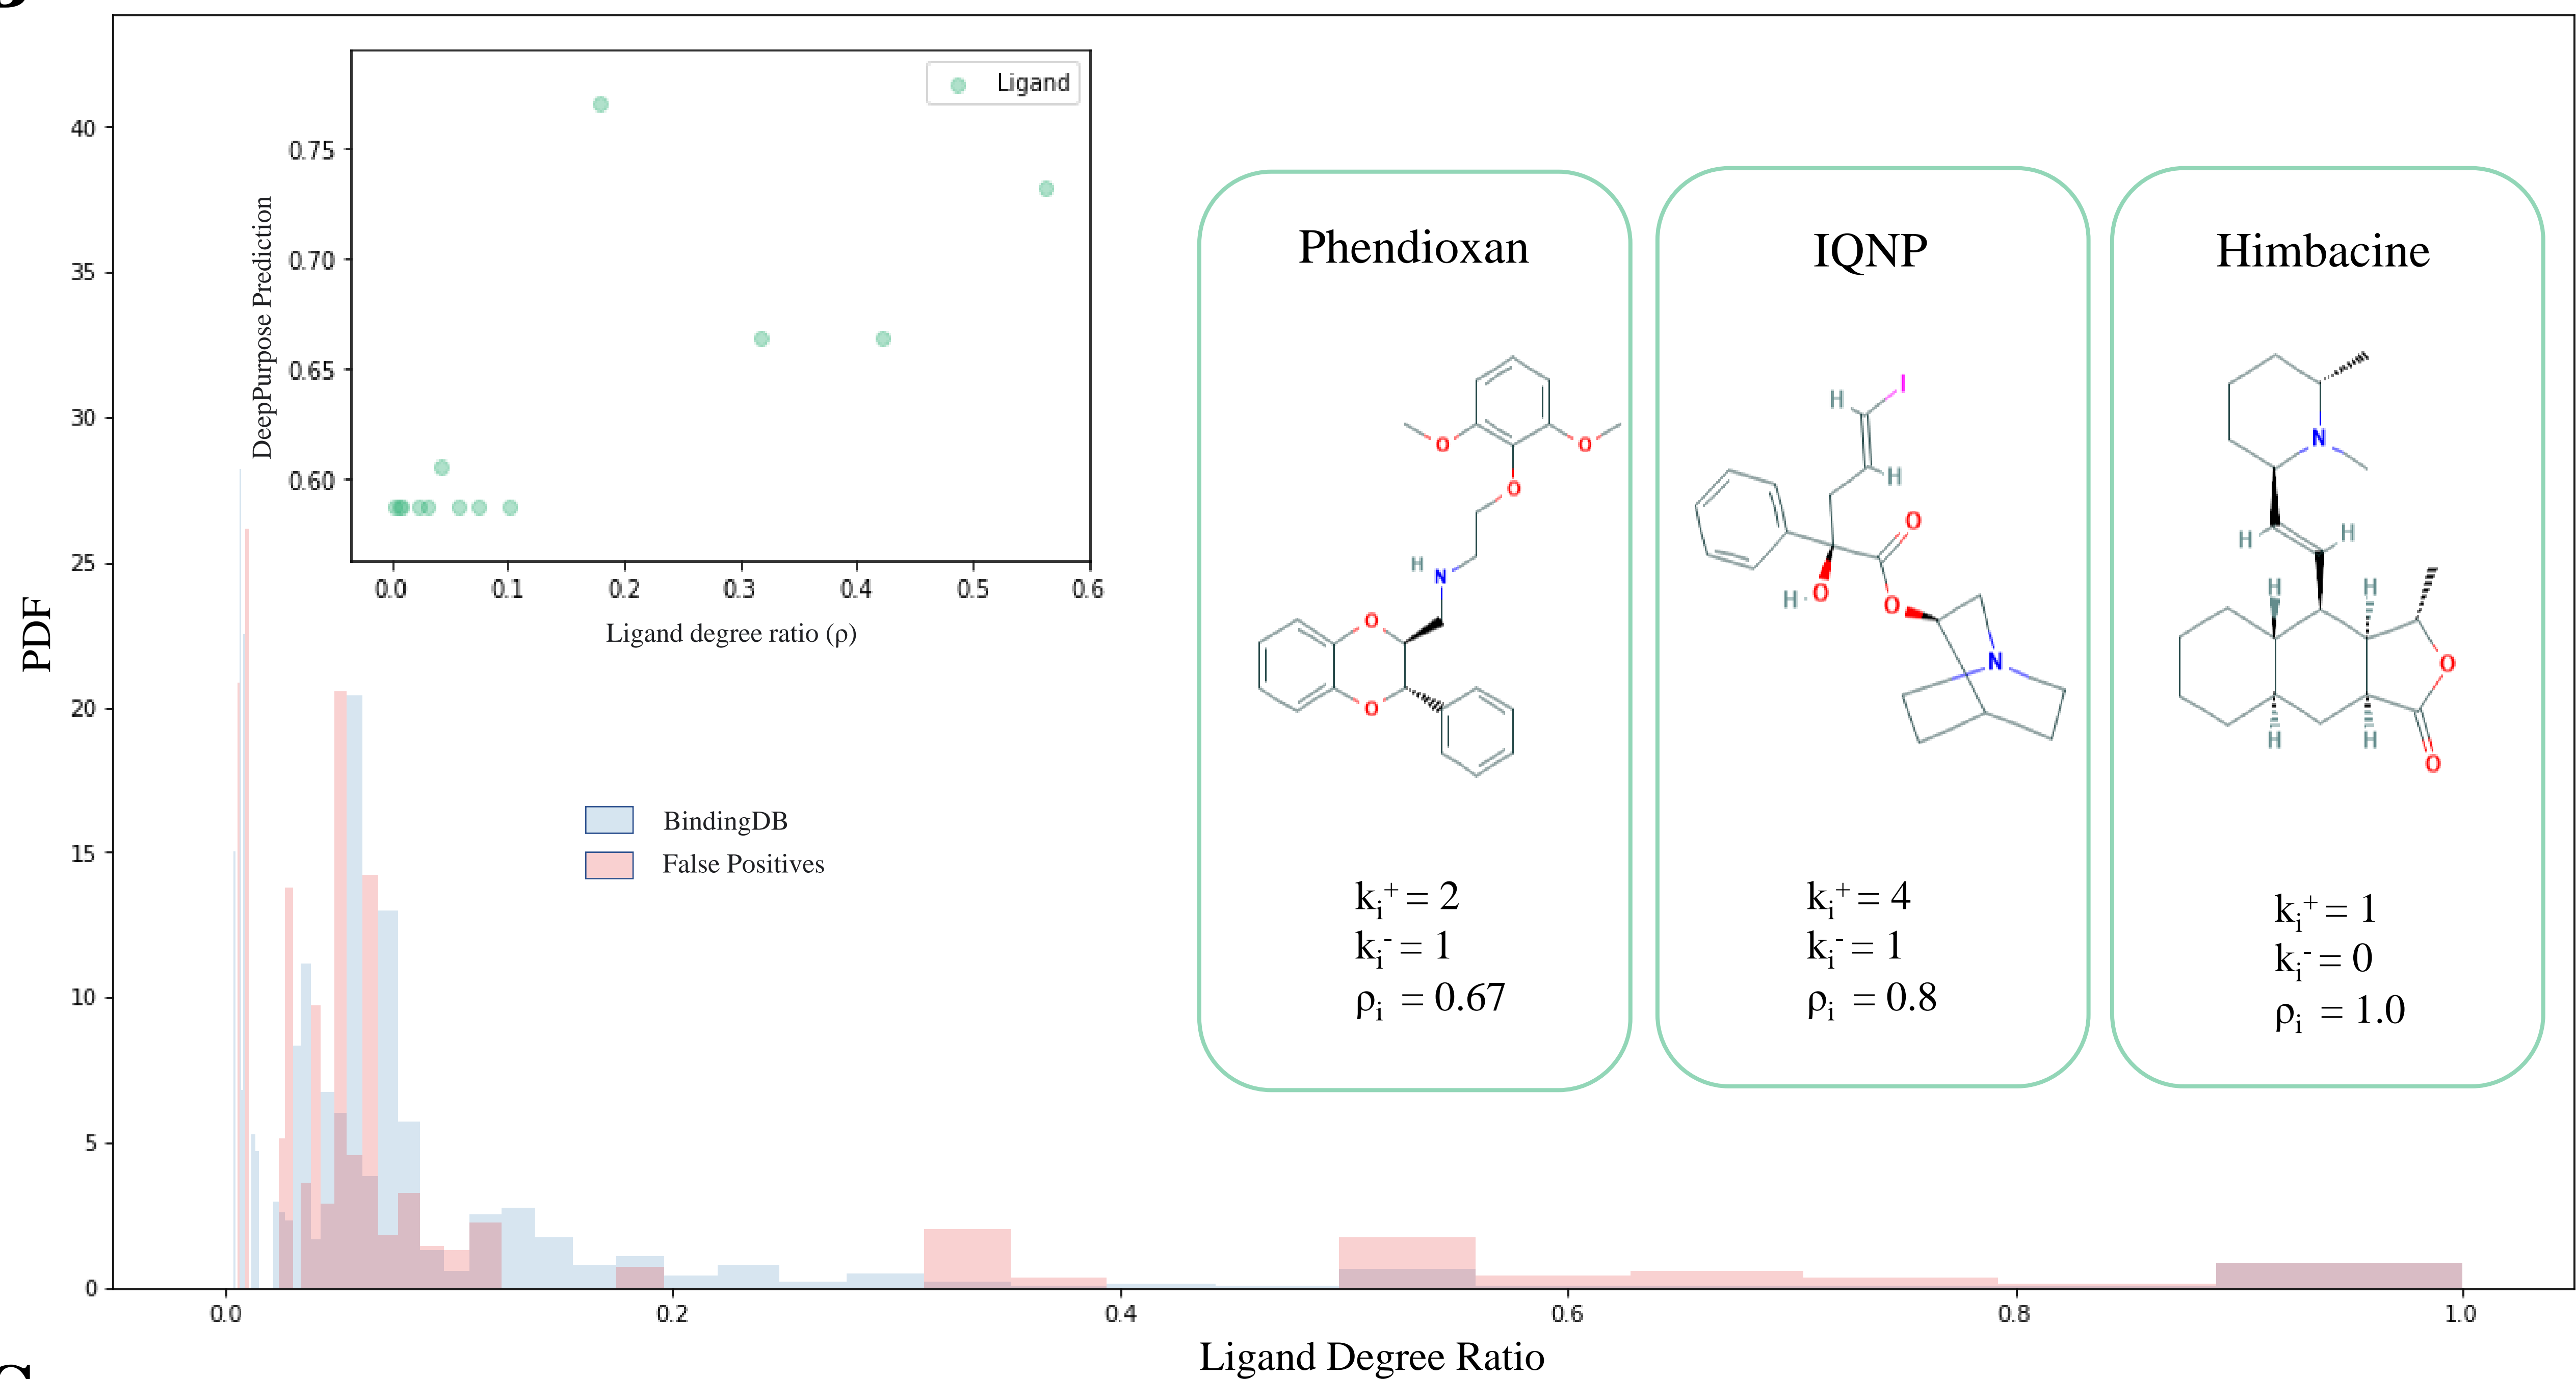 Ligand
0.75
0.70
0.65
0.60
DeepPurpose Prediction
0.0 0.1 0.2 0.3 0.4 0.5 0.6
Ligand degree ratio (ρ)
40
35
30
25
20
15
10
5
0
PDF
BindingDB
False Positives
Phendioxan
O O
O
H
N
O
O
kᵢ⁺ = 2
kᵢ⁻ = 1
ρᵢ = 0.67
IQNP
I
H
H
O
H O
O
N
kᵢ⁺ = 4
kᵢ⁻ = 1
ρᵢ = 0.8
Himbacine
N
H H
H H
O
H H
O
kᵢ⁺ = 1
kᵢ⁻ = 0
ρᵢ = 1.0
0.0 0.2 0.4 0.6 0.8 1.0
Ligand Degree Ratio